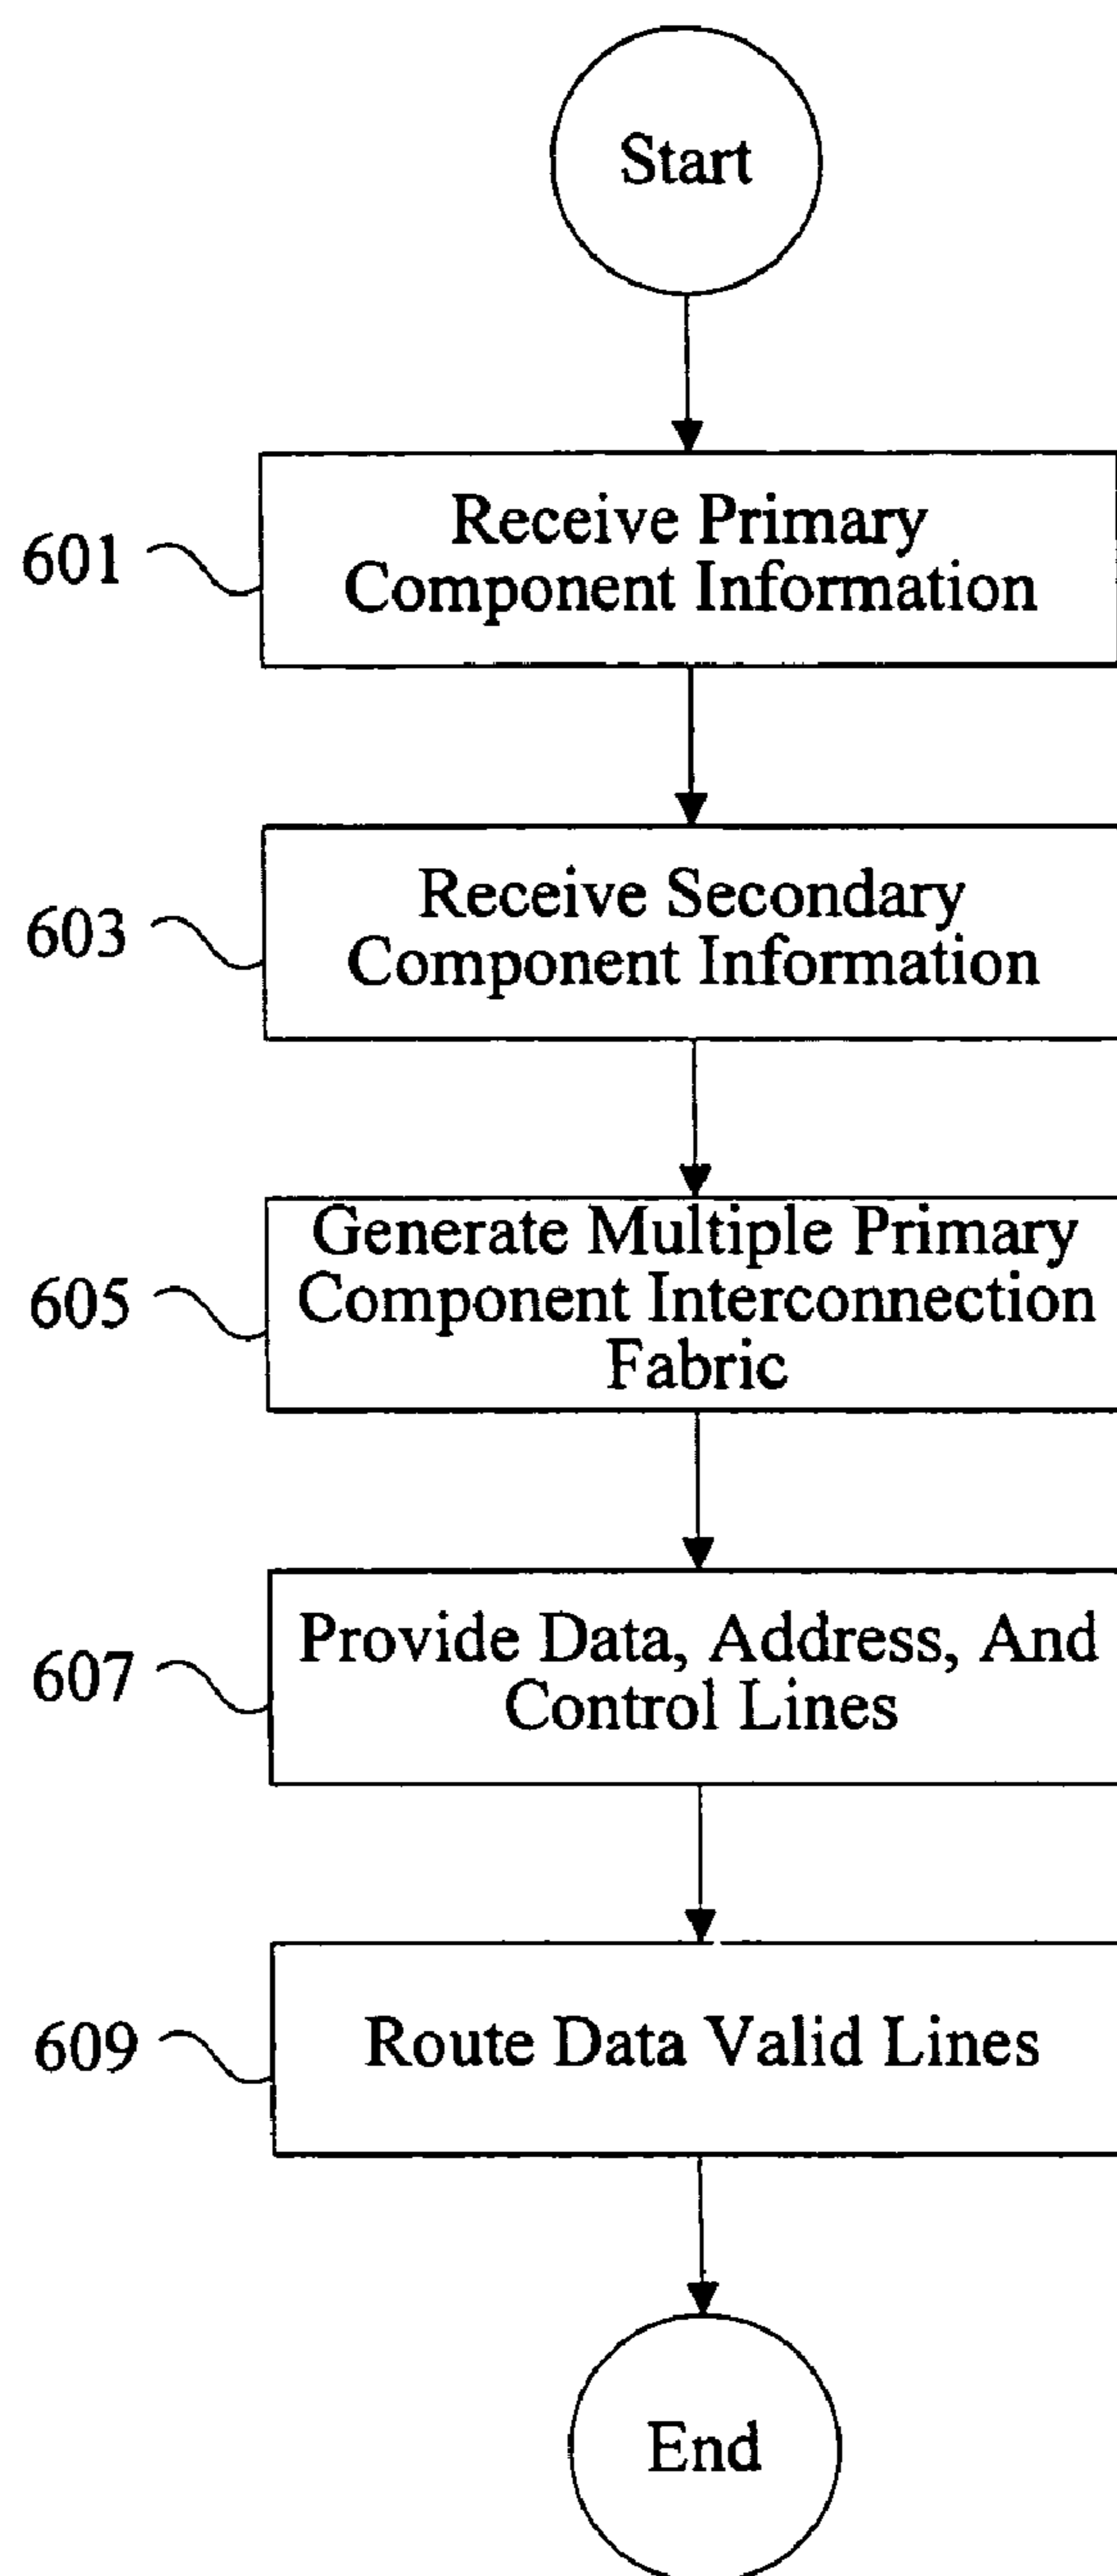 Start
601
Receive Primary
Component Information
603
Receive Secondary
Component Information
605
Generate Multiple Primary
Component Interconnection
Fabric
607
Provide Data, Address, And
Control Lines
609
Route Data Valid Lines
End